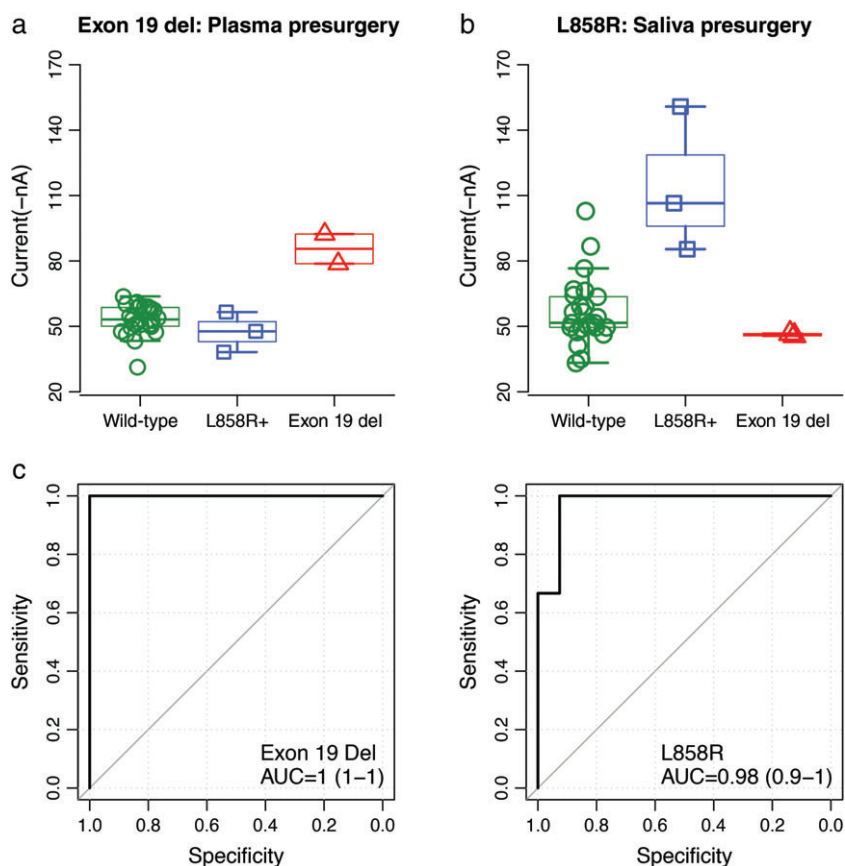 a
Exon 19 del: Plasma presurgery
Current(−nA)
170
140
110
80
50
20
Wild-type
L858R+
Exon 19 del
b
L858R: Saliva presurgery
Current(−nA)
170
140
110
80
50
20
Wild-type
L858R+
Exon 19 del
c
Sensitivity
1.0
0.8
0.6
0.4
0.2
0.0
Exon 19 Del
AUC=1 (1−1)
1.0 0.8 0.6 0.4 0.2 0.0
Specificity
Sensitivity
1.0
0.8
0.6
0.4
0.2
0.0
L858R
AUC=0.98 (0.9−1)
1.0 0.8 0.6 0.4 0.2 0.0
Specificity